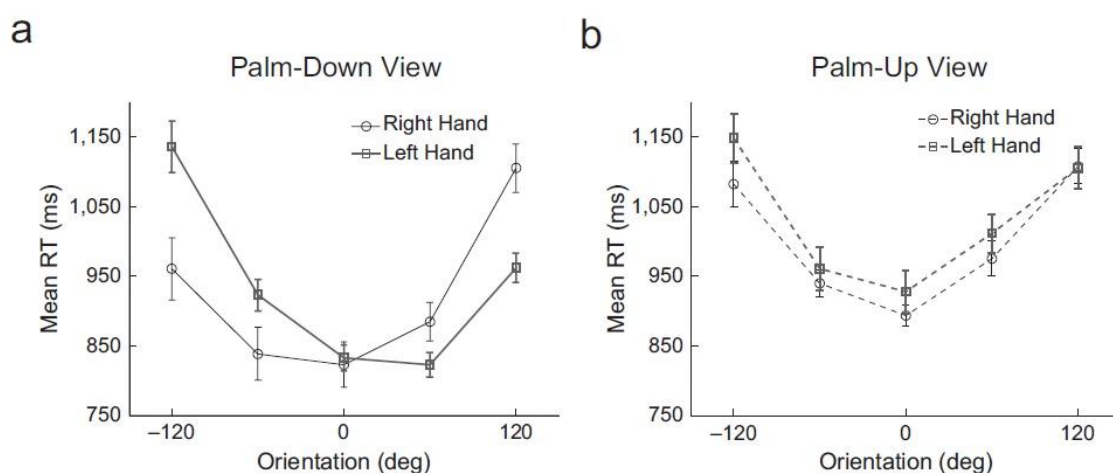 a
Palm-Down View
1,150
1,050
950
850
750
Mean RT (ms)
Right Hand
Left Hand
–120
0
120
Orientation (deg)
b
Palm-Up View
1,150
1,050
950
850
750
Mean RT (ms)
Right Hand
Left Hand
–120
0
120
Orientation (deg)